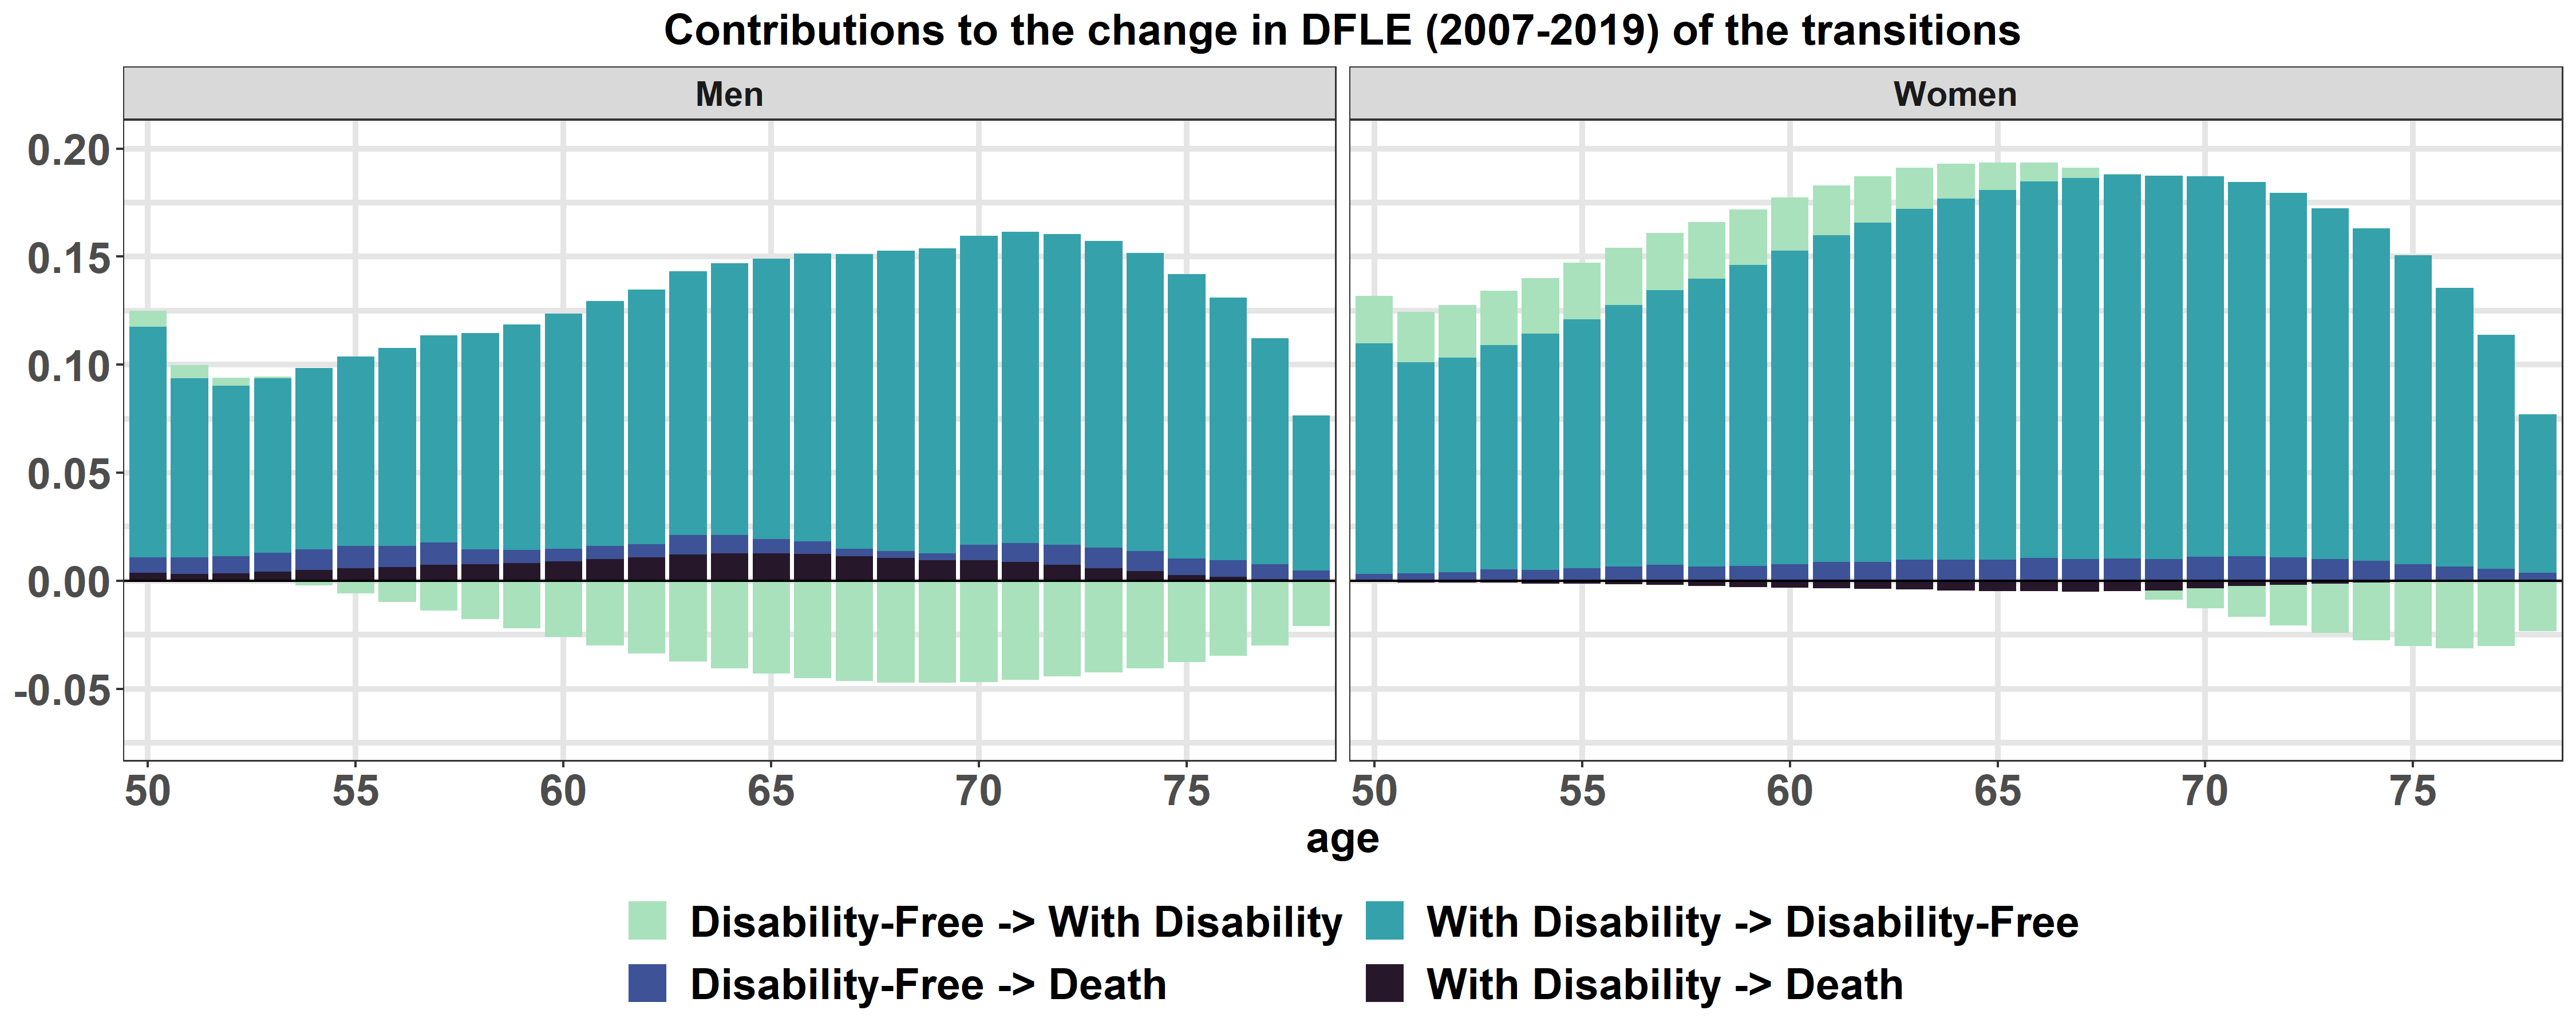 Contributions to the change in DFLE (2007-2019) of the transitions
Men Women
0.20
0.15
0.10
0.05
0.00
-0.05
50 55 60 65 70 75 50 55 60 65 70 75
age
Disability-Free -> With Disability With Disability -> Disability-Free
Disability-Free -> Death With Disability -> Death